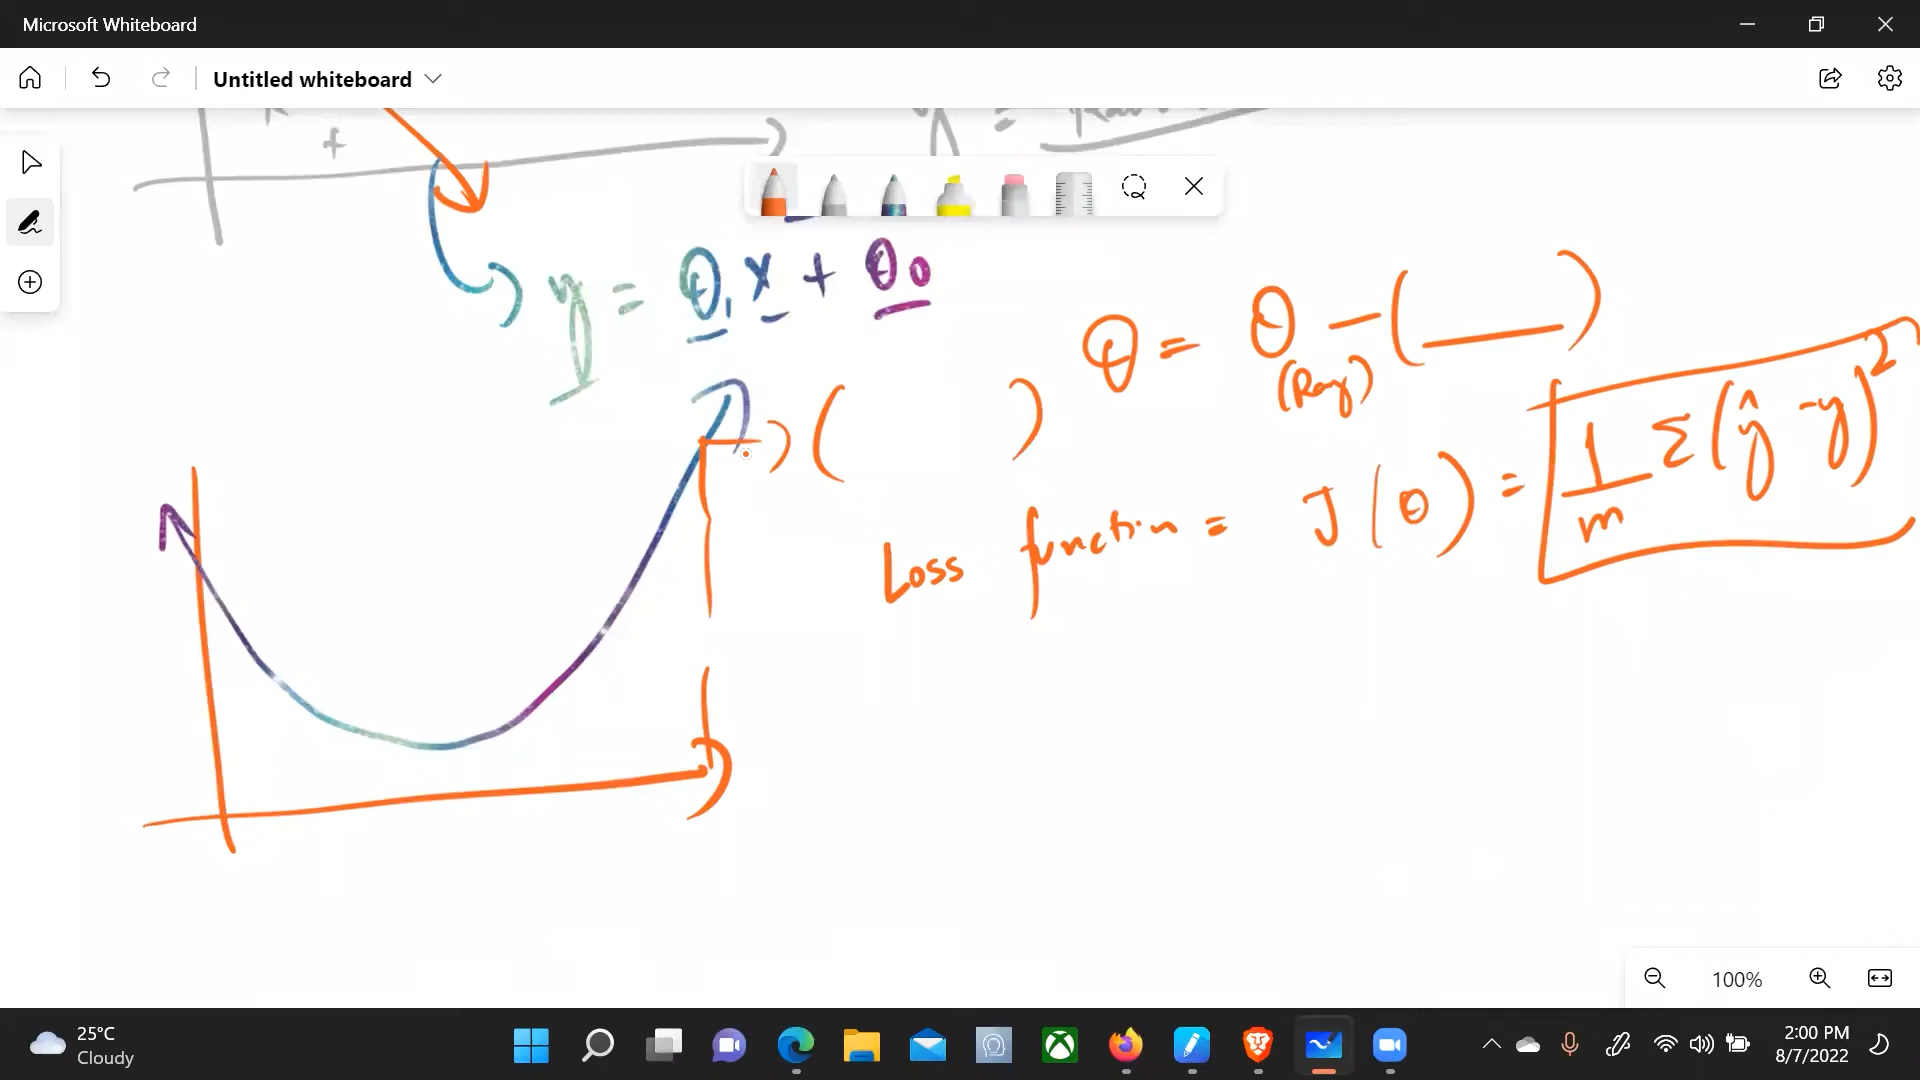 Microsoft Whiteboard
Untitled whiteboard
y =
y = θ₁x + θ₀
θ = θ - ( )
( )
Loss function = J(θ) = 1/m Σ(ŷ - y)²
100%
25°C
Cloudy
2:00 PM
8/7/2022